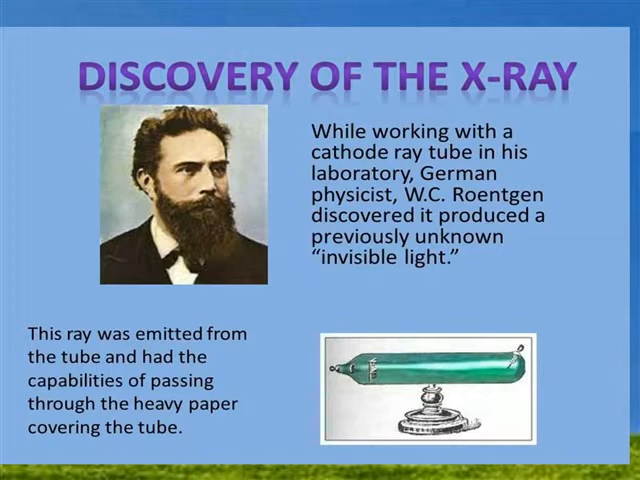 DISCOVERY OF THE X-RAY
While working with a
cathode ray tube in his
laboratory, German
physicist, W.C. Roentgen
discovered it produced a
previously unknown
“invisible light.”
This ray was emitted from
the tube and had the
capabilities of passing
through the heavy paper
covering the tube.